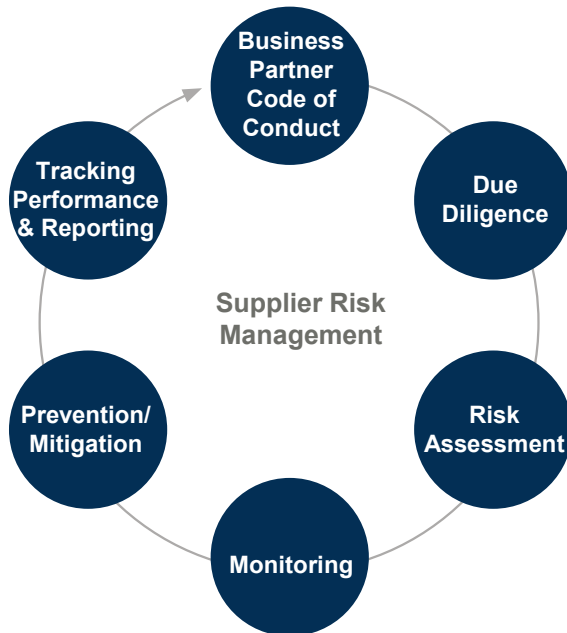 Business
Partner
Code of
Conduct
Due
Diligence
Risk
Assessment
Monitoring
Prevention/
Mitigation
Tracking
Performance
& Reporting
Supplier Risk
Management